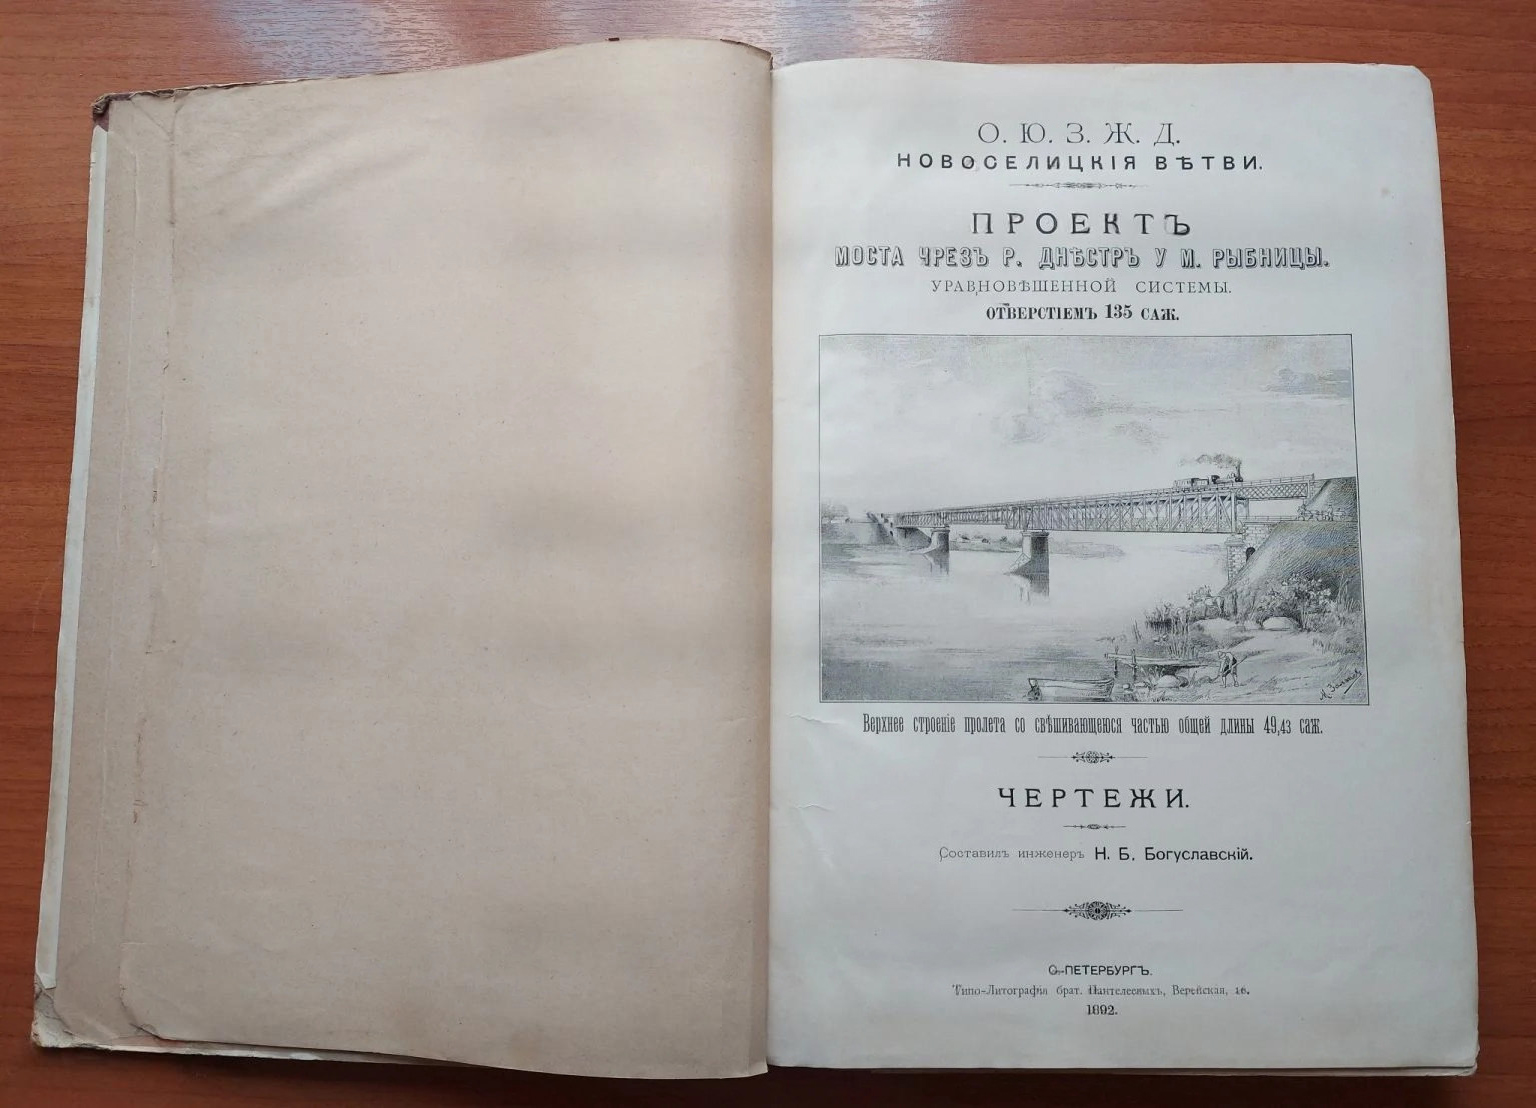 О. Ю. З. Ж. Д.
НОВОСЕЛИЦКІЯ ВѢТВИ.
ПРОЕКТЪ
МОСТА ЧРЕЗЪ Р. ДНѢСТРЪ У М. РЫБНИЦЫ.
УРАВНОВѢШЕННОЙ СИСТЕМЫ.
ОТВЕРСТІЕМЪ 135 САЖ.
Верхнее строеніе пролета со свѣшивающеюся частью общей длины 49,43 саж.
ЧЕРТЕЖИ.
Составилъ инженеръ Н. Б. Богуславскій.
С.-ПЕТЕРБУРГЪ.
Типо-Литографія брат. Пантелеевыхъ, Верейская, 16.
1892.